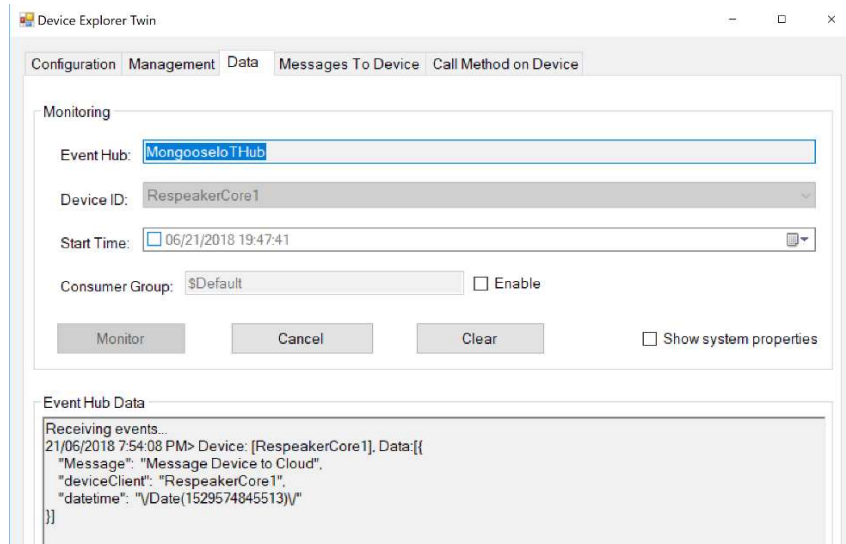 Device Explorer Twin
Configuration Management Data Messages To Device Call Method on Device
Monitoring
Event Hub: MongooseIoTHub
Device ID: RespeakerCore1
Start Time: 06/21/2018 19:47:41
Consumer Group: $Default Enable
Monitor Cancel Clear Show system properties
Event Hub Data
Receiving events...
21/06/2018 7:54:08 PM> Device: [RespeakerCore1], Data:[{
"Message": "Message Device to Cloud",
"deviceClient": "RespeakerCore1",
"datetime": "\/Date(1529574845513)\/"
}]